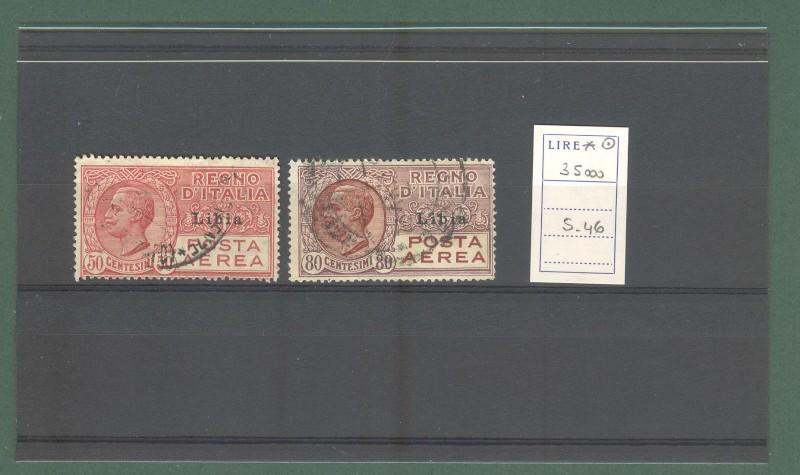 REGNO
D'ITALIA
Libia
POSTA
AEREA
50 CENTESIMI
REGNO
D'ITALIA
Libia
POSTA
AEREA
80 CENTESIMI 80
LIRE
35000
S-46